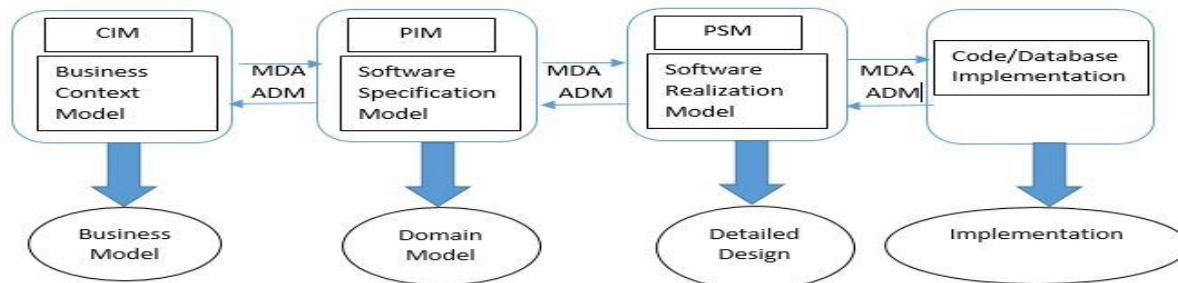 CIM
Business
Context
Model
MDA
ADM
PIM
Software
Specification
Model
MDA
ADM
PSM
Software
Realization
Model
MDA
ADM
Code/Database
Implementation
Business
Model
Domain
Model
Detailed
Design
Implementation